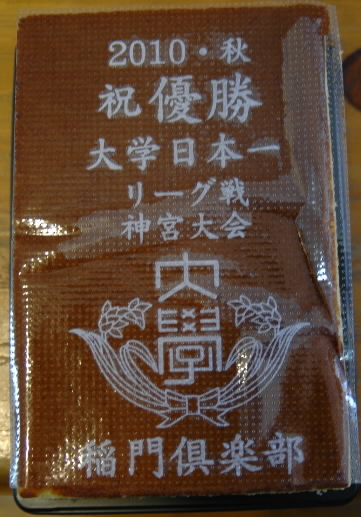 2010・秋
祝優勝
大学日本一
リーグ戦
神宮大会
大學
稲門倶楽部